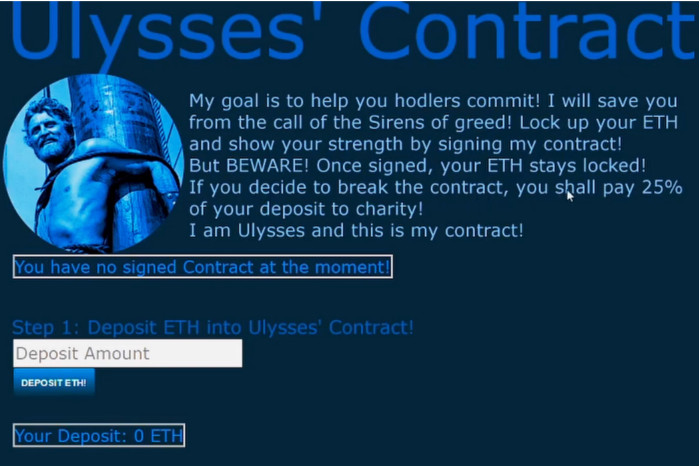 Ulysses' Contract
My goal is to help you hodlers commit! I will save you
from the call of the Sirens of greed! Lock up your ETH
and show your strength by signing my contract!
But BEWARE! Once signed, your ETH stays locked!
If you decide to break the contract, you shall pay 25%
of your deposit to charity!
I am Ulysses and this is my contract!
You have no signed Contract at the moment!
Step 1: Deposit ETH into Ulysses' Contract!
Deposit Amount
DEPOSIT ETH!
Your Deposit: 0 ETH